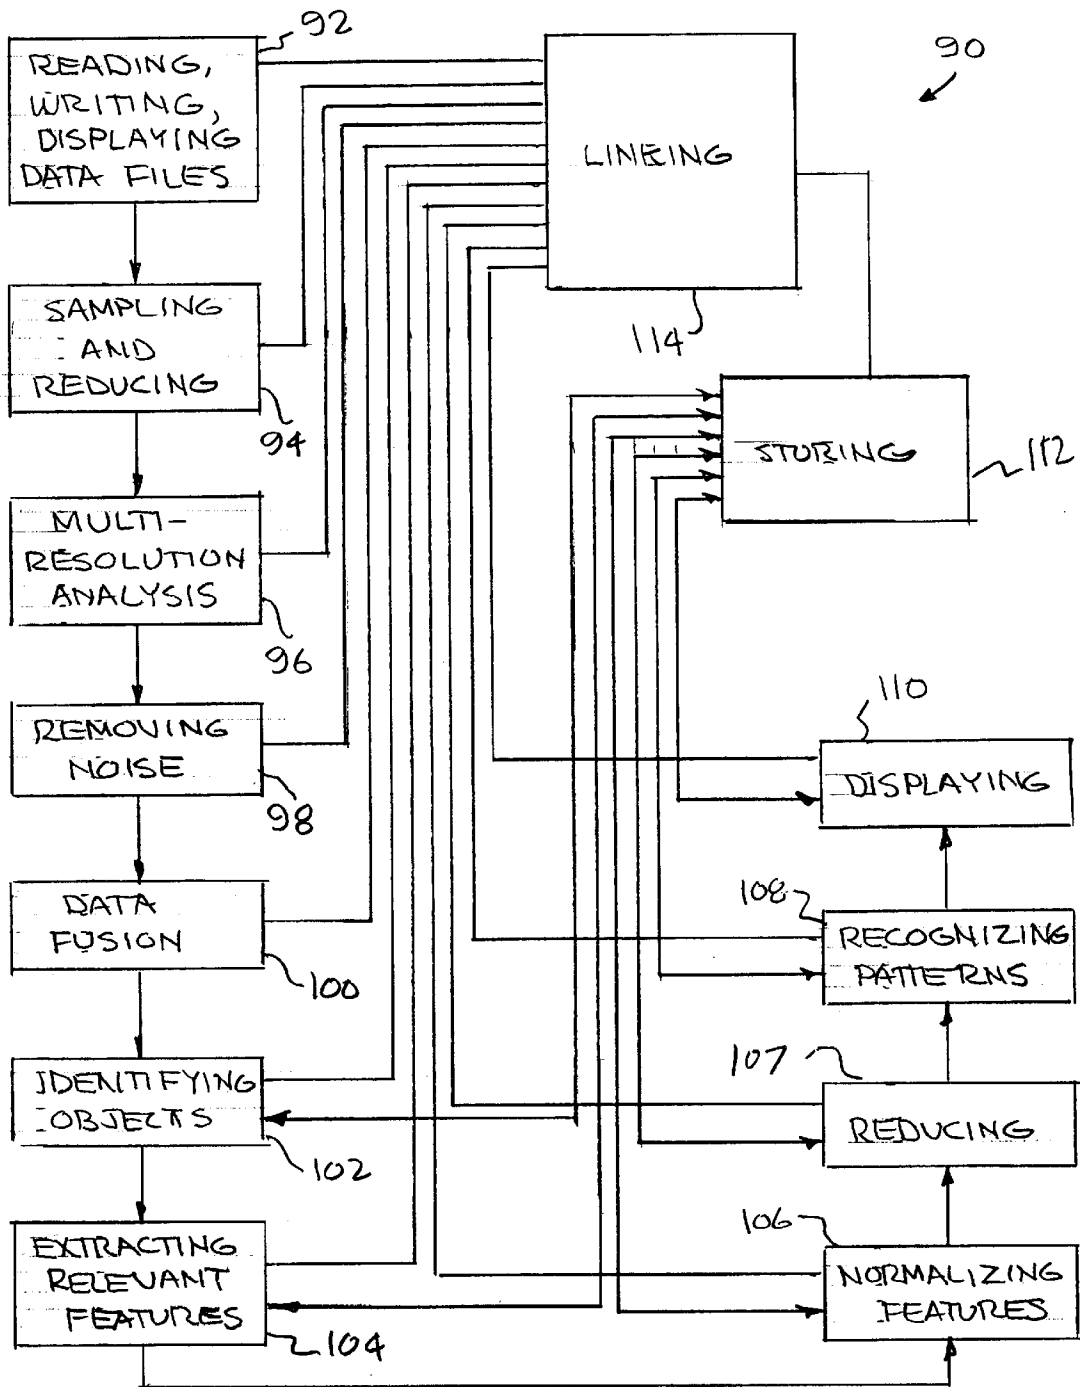 92
READING,
WRITING,
DISPLAYING
DATA FILES
LINKING
90
114
SAMPLING
AND
REDUCING
94
STORING
112
MULTI-
RESOLUTION
ANALYSIS
96
REMOVING
NOISE
98
110
DISPLAYING
DATA
FUSION
100
108
RECOGNIZING
PATTERNS
IDENTIFYING
OBJECTS
102
107
REDUCING
EXTRACTING
RELEVANT
FEATURES
104
106
NORMALIZING
FEATURES